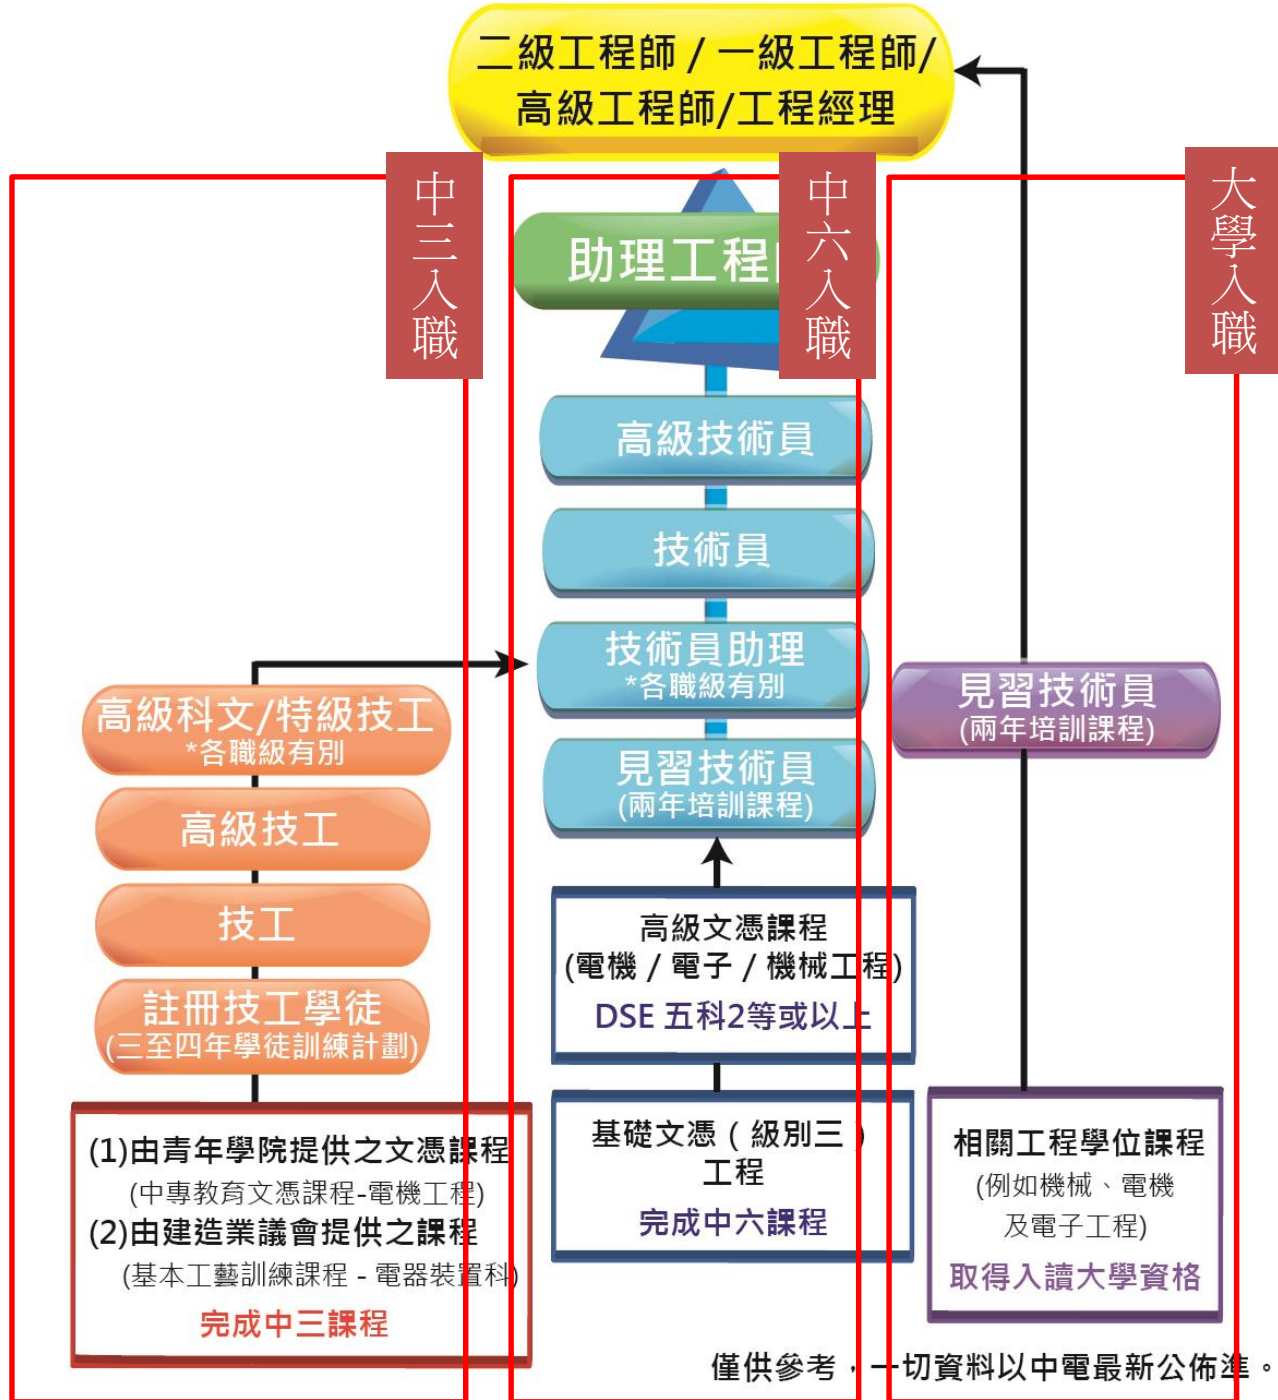 二級工程師 / 一級工程師/
高級工程師/工程經理
中三入職
中六入職
大學入職
助理工程
高級技術員
技術員
技術員助理
*各職級有別
見習技術員
(兩年培訓課程)
高級文憑課程
(電機 / 電子 / 機械工程)
DSE 五科2等或以上
基礎文憑 ( 級別三 )
工程
完成中六課程
高級科文/特級技工
*各職級有別
高級技工
技工
註冊技工學徒
(三至四年學徒訓練計劃)
(1)由青年學院提供之文憑課程
(中專教育文憑課程-電機工程)
(2)由建造業議會提供之課程
(基本工藝訓練課程 - 電器裝置科)
完成中三課程
見習技術員
(兩年培訓課程)
相關工程學位課程
(例如機械、電機
及電子工程)
取得入讀大學資格
僅供參考，一切資料以中電最新公佈準。